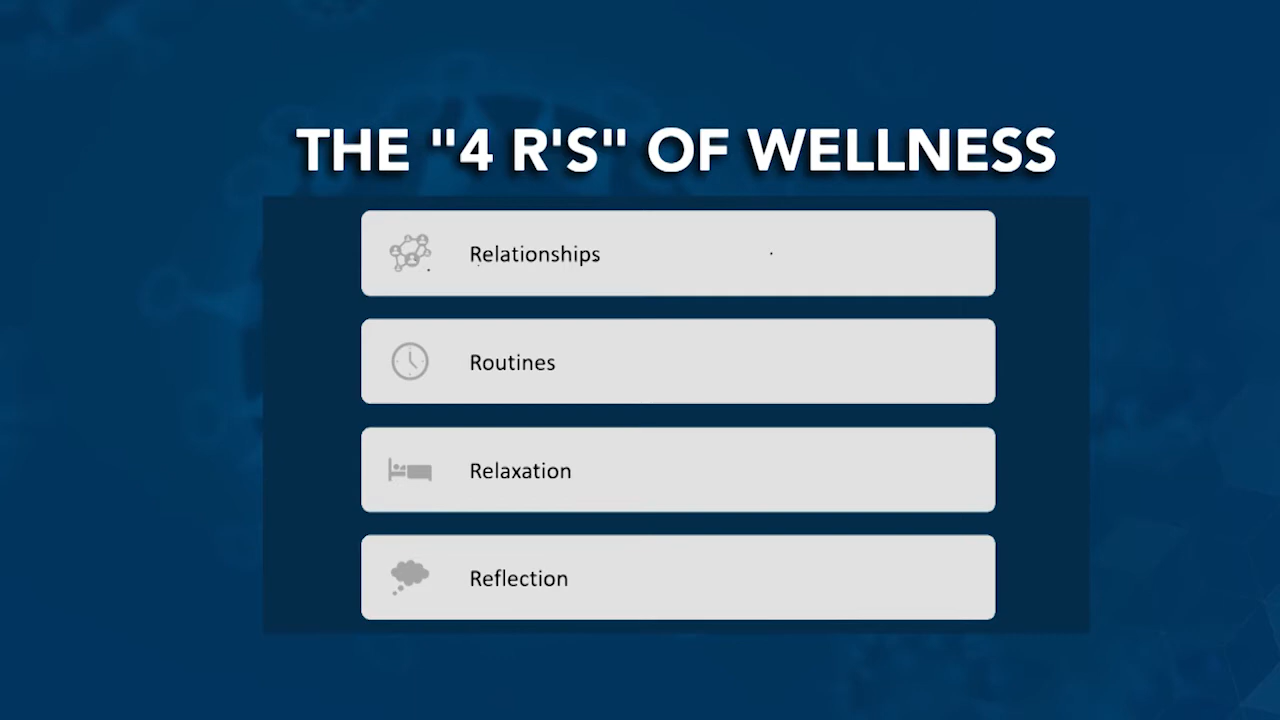 THE "4 R'S" OF WELLNESS
Relationships
Routines
Relaxation
Reflection